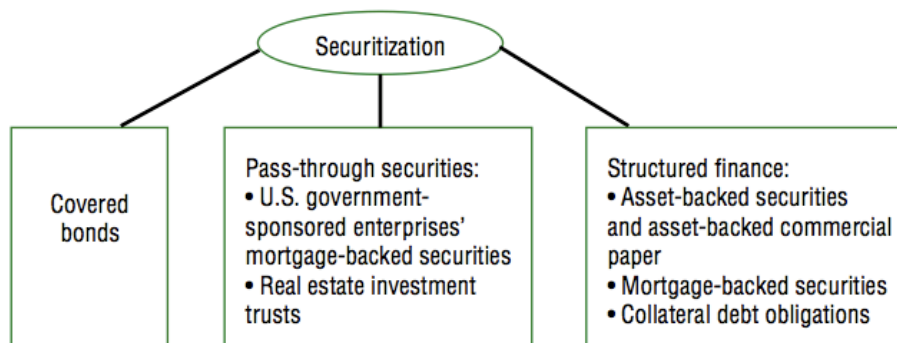 Securitization
Covered
bonds
Pass-through securities:
• U.S. government-
sponsored enterprises’
mortgage-backed securities
• Real estate investment
trusts
Structured finance:
• Asset-backed securities
and asset-backed commercial
paper
• Mortgage-backed securities
• Collateral debt obligations